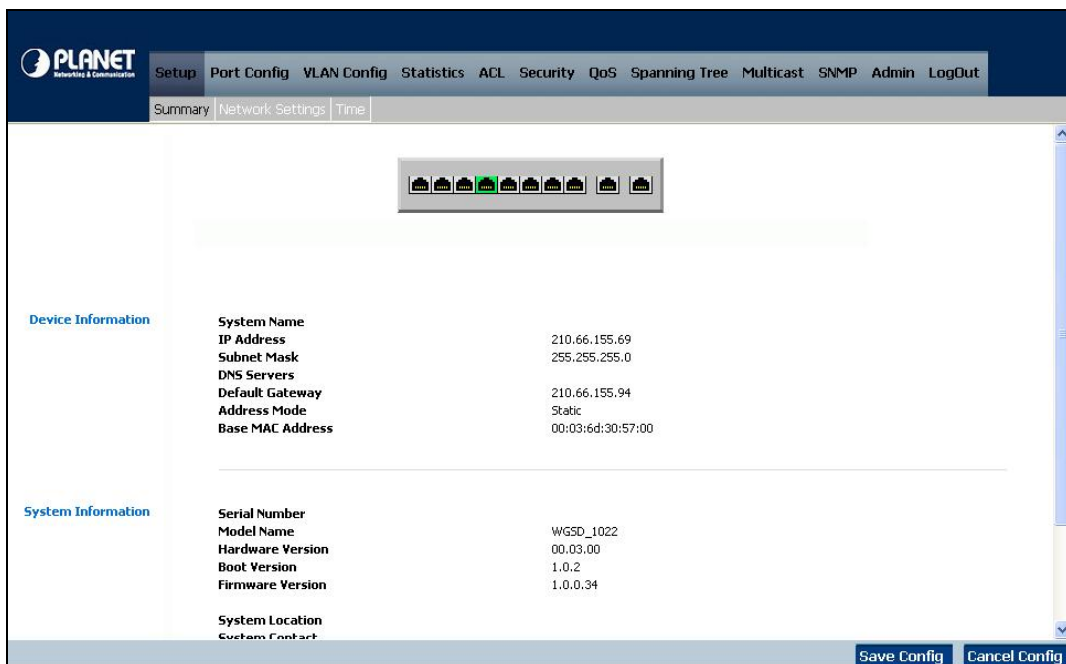 PLANET
Networking & Communication
Setup Port Config VLAN Config Statistics ACL Security QoS Spanning Tree Multicast SNMP Admin LogOut
Summary Network Settings Time
Device Information
System Name
IP Address 210.66.155.69
Subnet Mask 255.255.255.0
DNS Servers
Default Gateway 210.66.155.94
Address Mode Static
Base MAC Address 00:03:6d:30:57:00
System Information
Serial Number
Model Name WGSD_1022
Hardware Version 00.03.00
Boot Version 1.0.2
Firmware Version 1.0.0.34
System Location
System Contact
Save Config Cancel Config